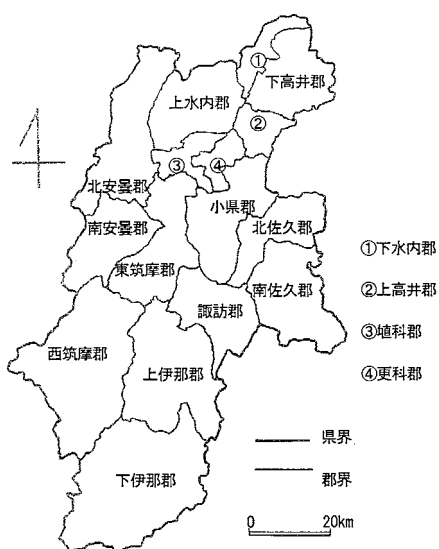 ①
下高井郡
上水内郡
②
③
④
北安曇郡
小県郡
南安曇郡
北佐久郡
①下水内郡
東筑摩郡
②上高井郡
南佐久郡
諏訪郡
③埴科郡
西筑摩郡
上伊那郡
④更科郡
県界
郡界
下伊那郡
0 20km